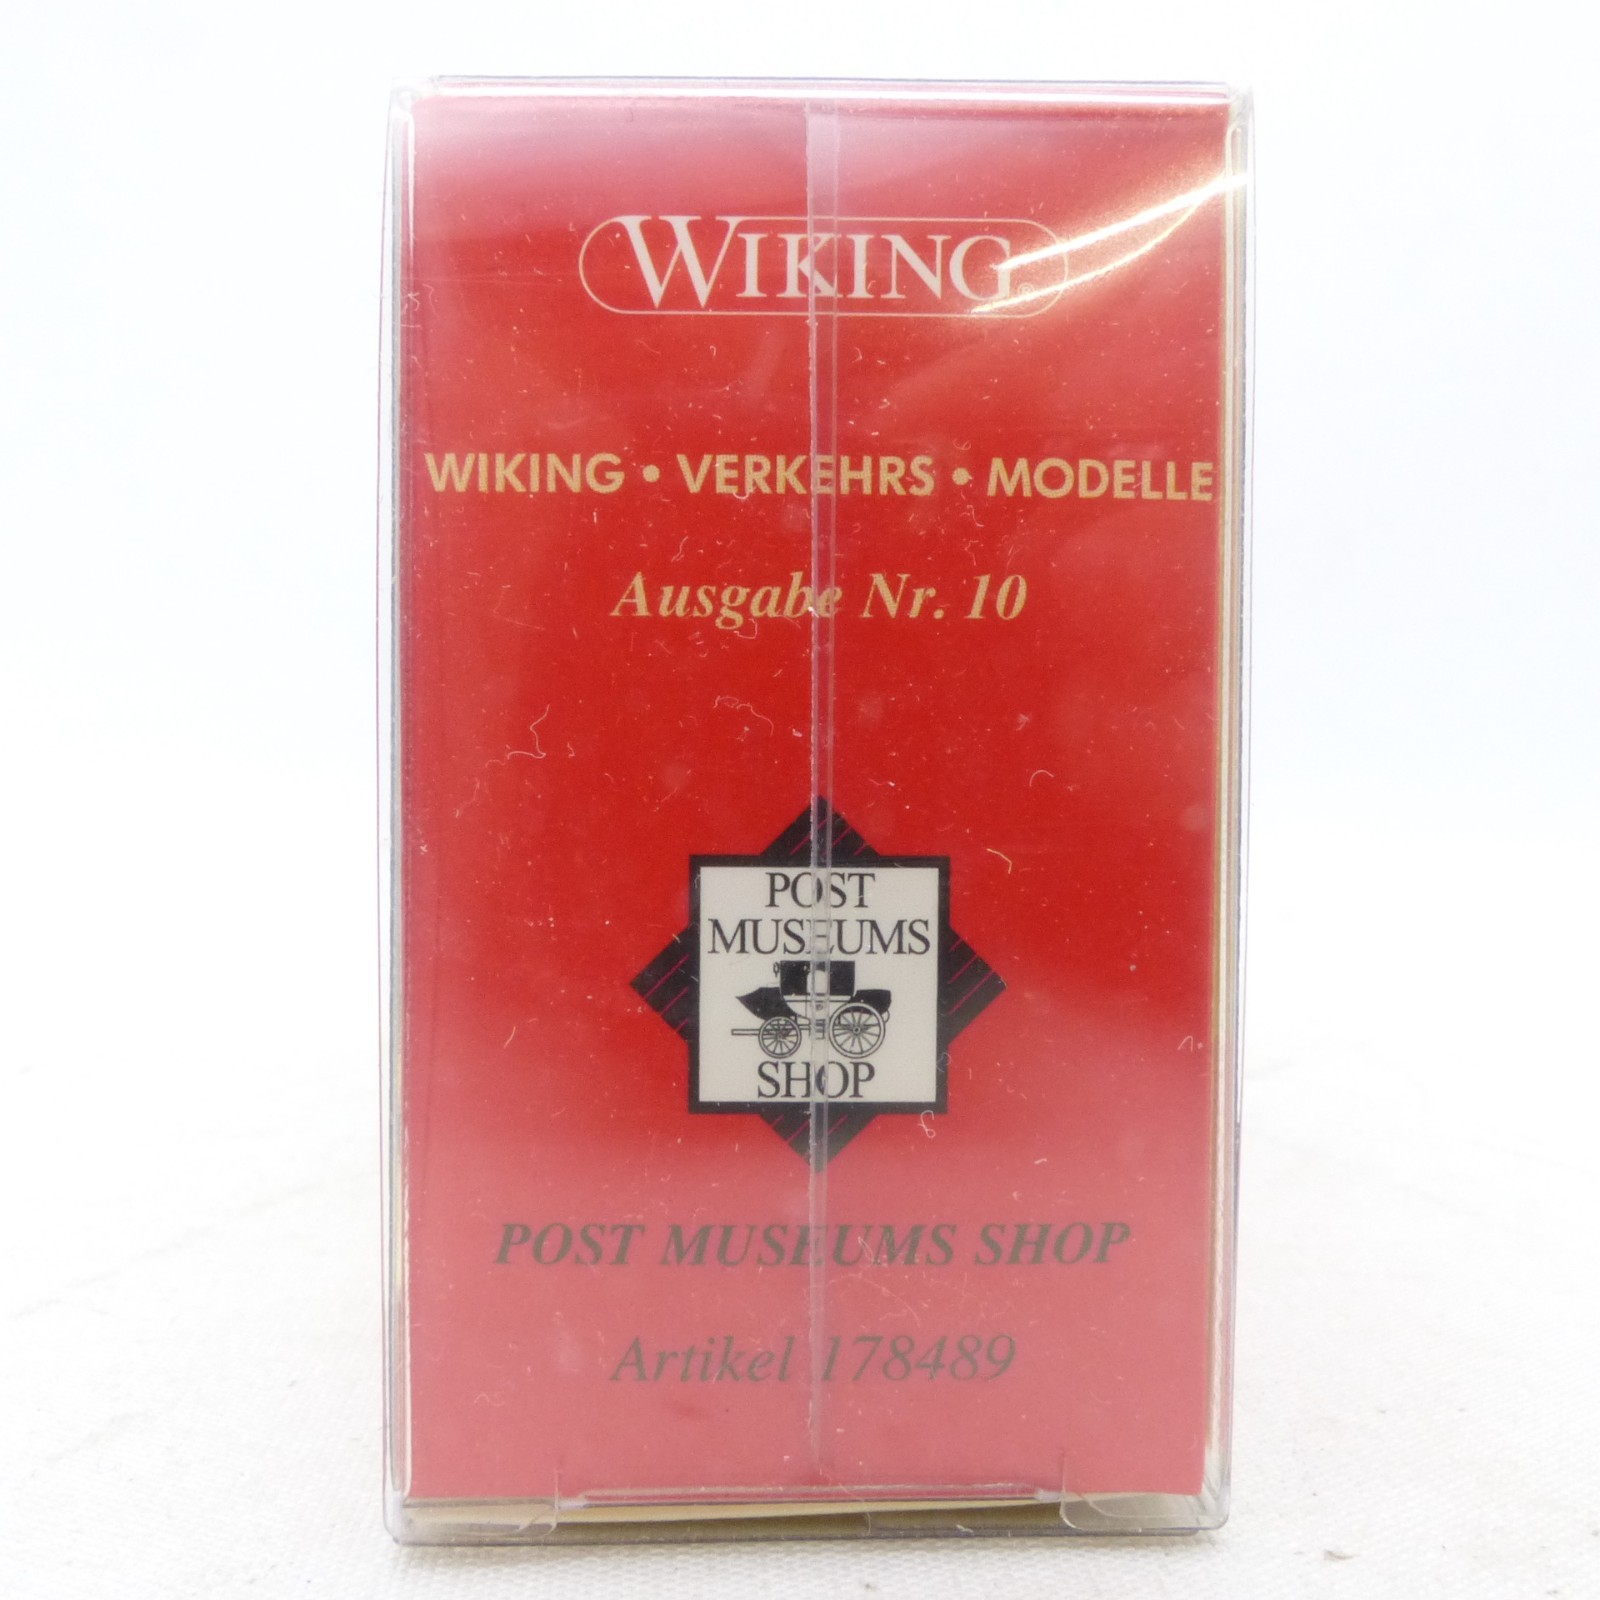 WIKING®
WIKING • VERKEHRS • MODELLE
Ausgabe Nr. 10
POST
MUSEUMS
SHOP
POST MUSEUMS SHOP
Artikel 178489